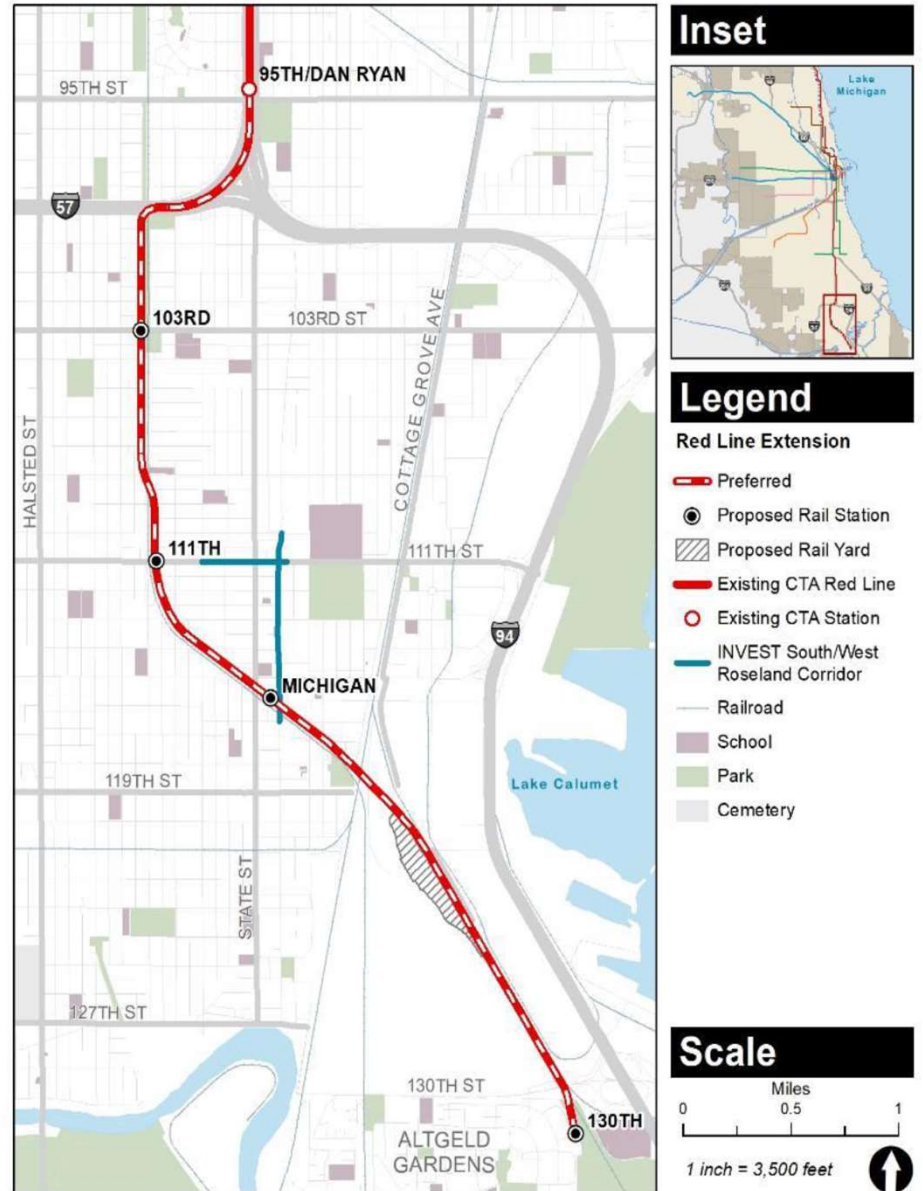 95TH/DAN RYAN
95TH ST
57
103RD
103RD ST
COTTAGE GROVE AVE
HALSTED ST
111TH
111TH ST
94
MICHIGAN
119TH ST
Lake Calumet
STATE ST
127TH ST
130TH ST
130TH
ALTGELD
GARDENS
Inset
Lake
Michigan
Legend
Red Line Extension
Preferred
Proposed Rail Station
Proposed Rail Yard
Existing CTA Red Line
Existing CTA Station
INVEST South/West
Roseland Corridor
Railroad
School
Park
Cemetery
Scale
Miles
0 0.5 1
1 inch = 3,500 feet